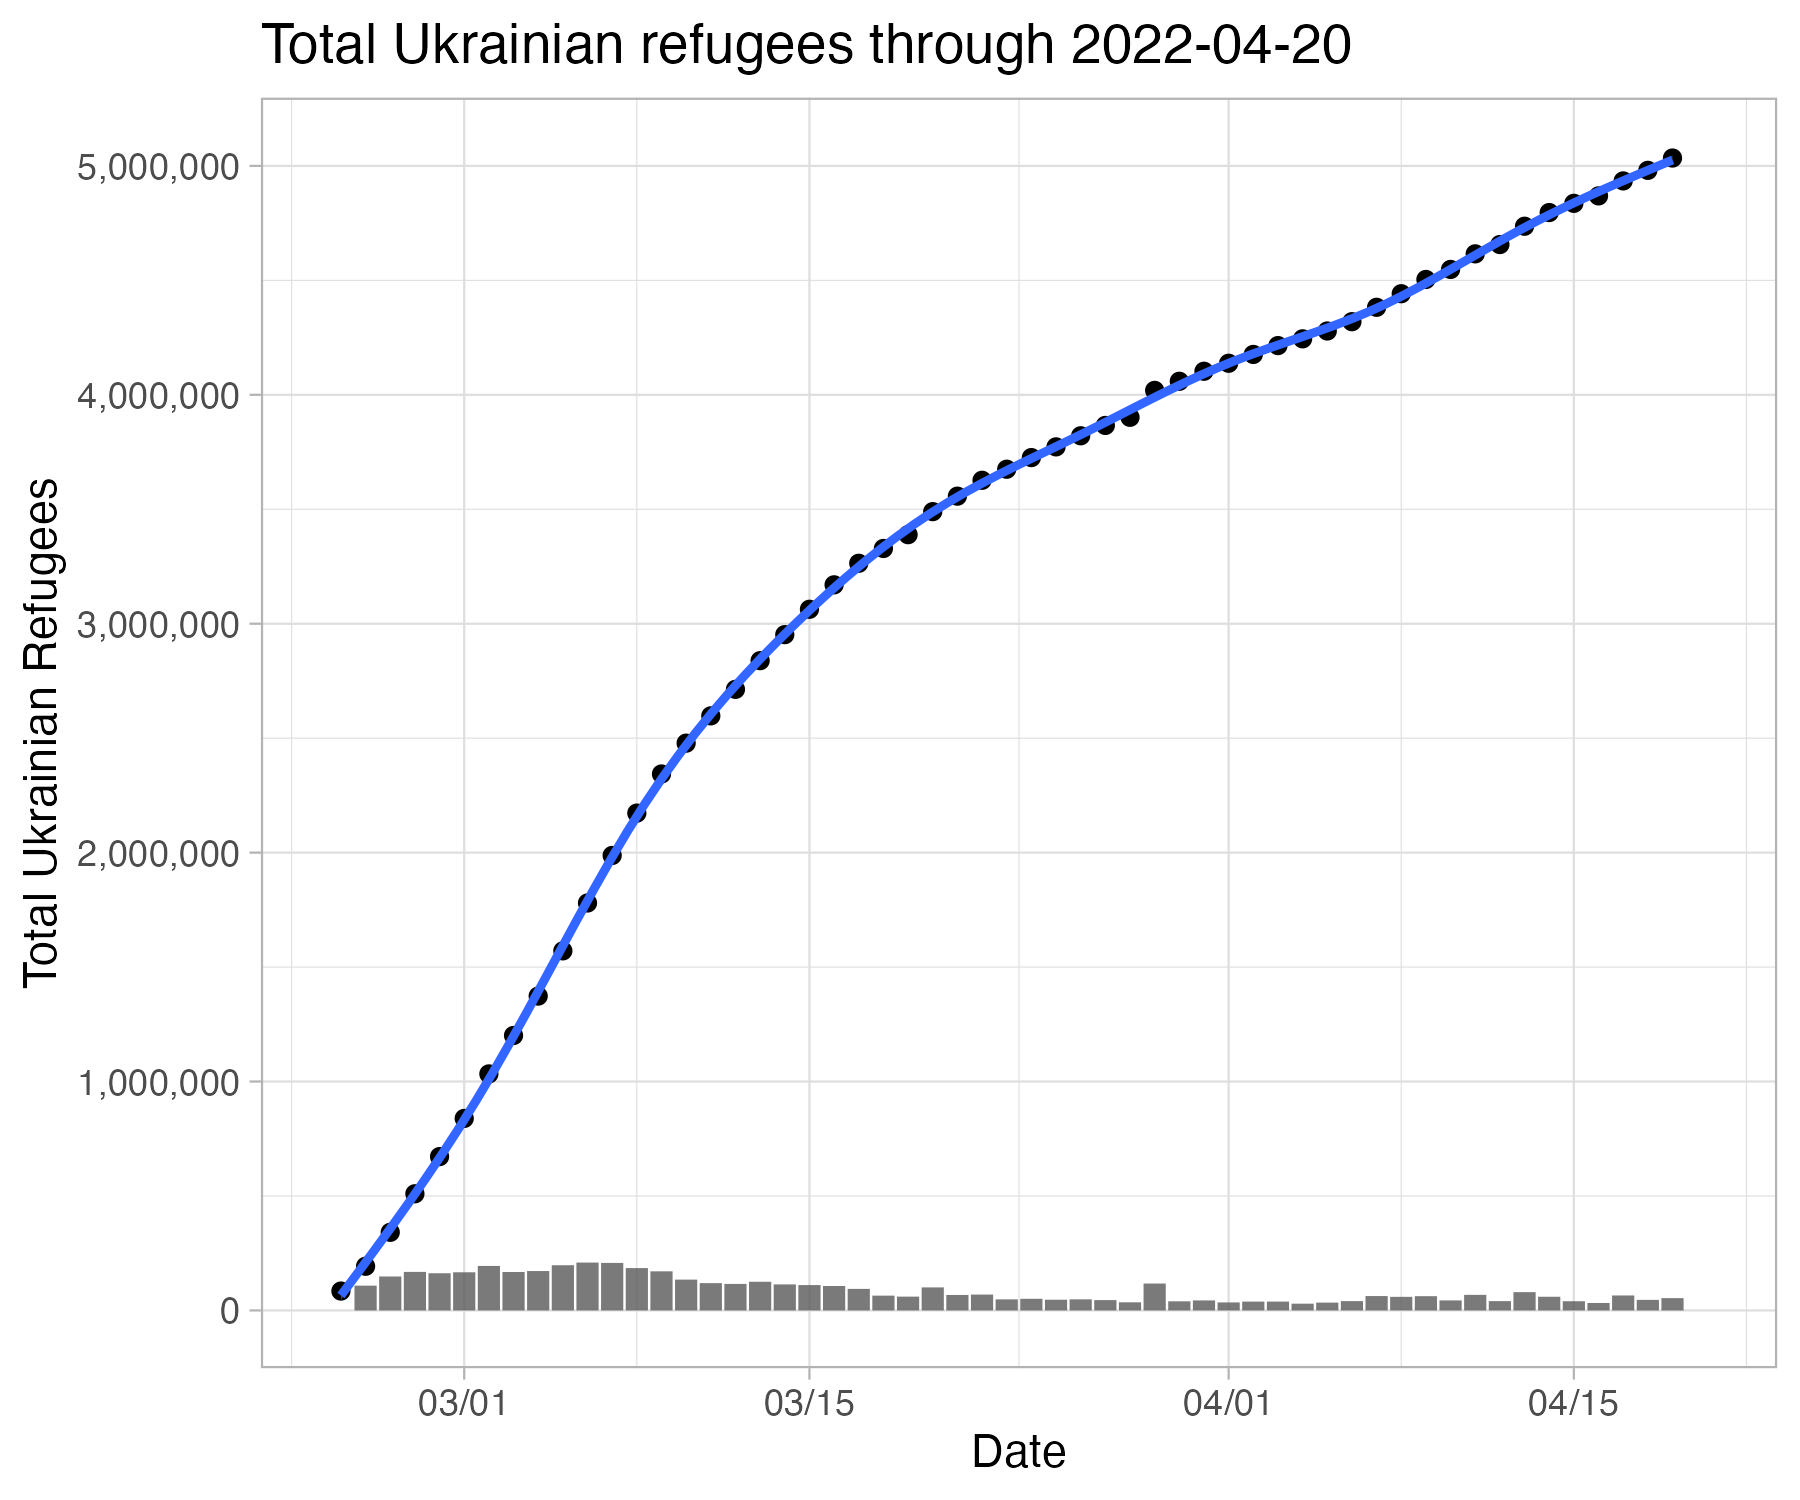 Total Ukrainian refugees through 2022-04-20
Total Ukrainian Refugees
5,000,000
4,000,000
3,000,000
2,000,000
1,000,000
0
03/01 03/15 04/01 04/15
Date